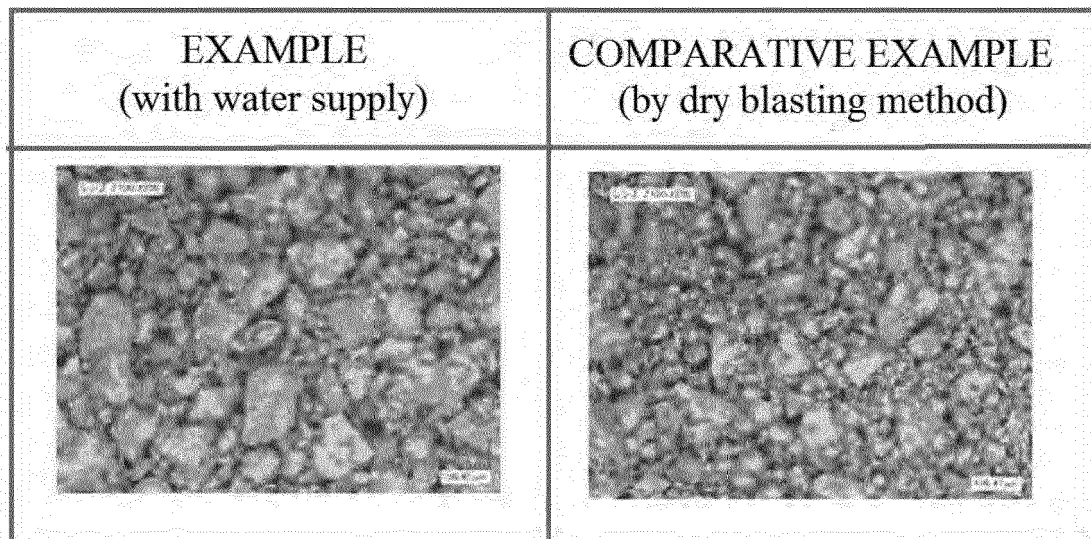 EXAMPLE
(with water supply)
COMPARATIVE EXAMPLE
(by dry blasting method)